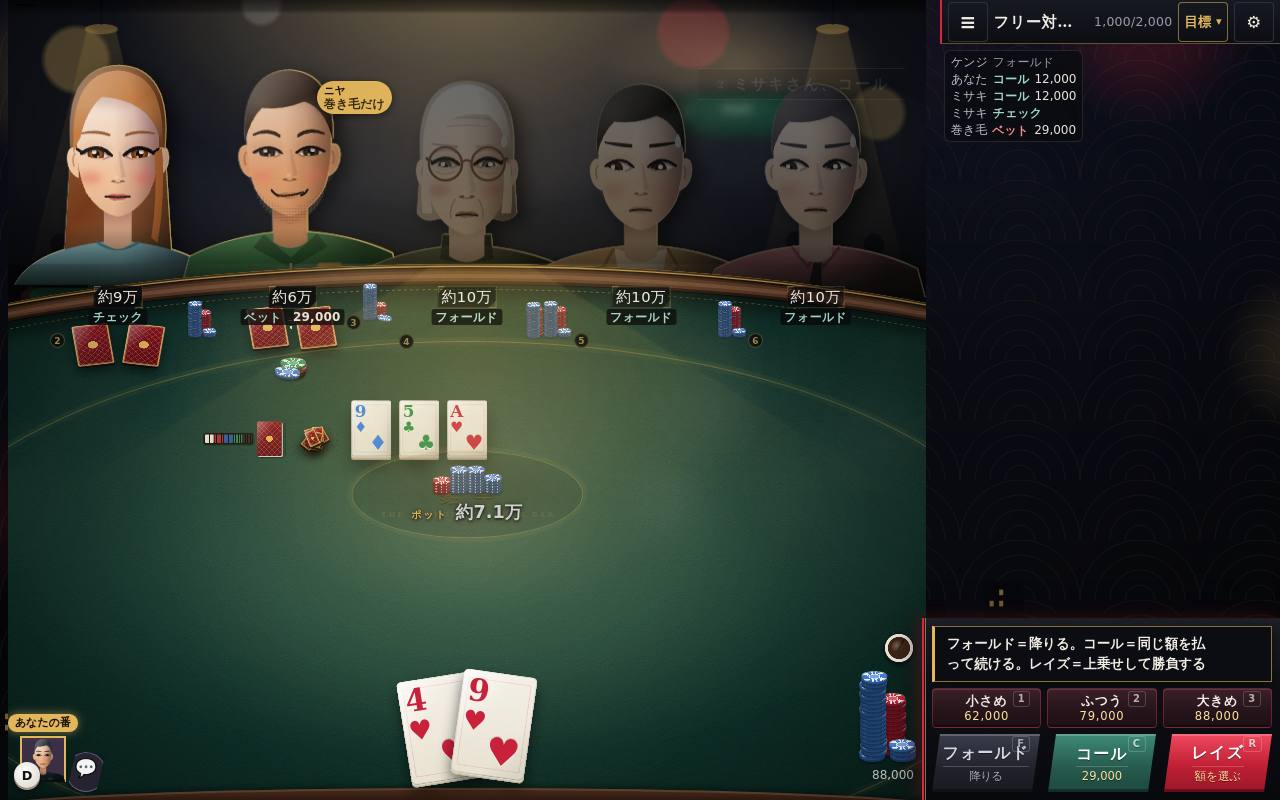 フリー対…
1,000/2,000
目標 ▾
ケンジ フォールド
あなた コール 12,000
ミサキ コール 12,000
ミサキ チェック
巻き毛 ベット 29,000
ミサキさん、コール
ニヤ
巻き毛だけ
約9万
チェック
約6万
ベット 29,000
約10万
フォールド
約10万
フォールド
約10万
フォールド
2
3
4
5
6
9
5
A
ポット 約7.1万
4
9
あなたの番
D
88,000
フォールド＝降りる。コール＝同じ額を払
って続ける。レイズ＝上乗せして勝負する
小さめ 1
62,000
ふつう 2
79,000
大きめ 3
88,000
フォールド F
降りる
コール C
29,000
レイズ R
額を選ぶ